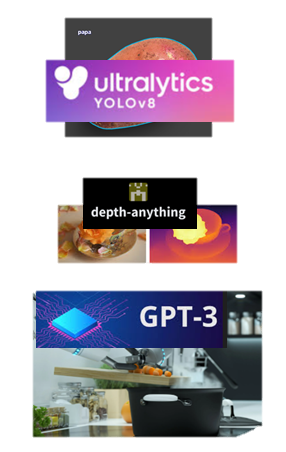 papa
ultralytics
YOLOv8
depth-anything
GPT-3